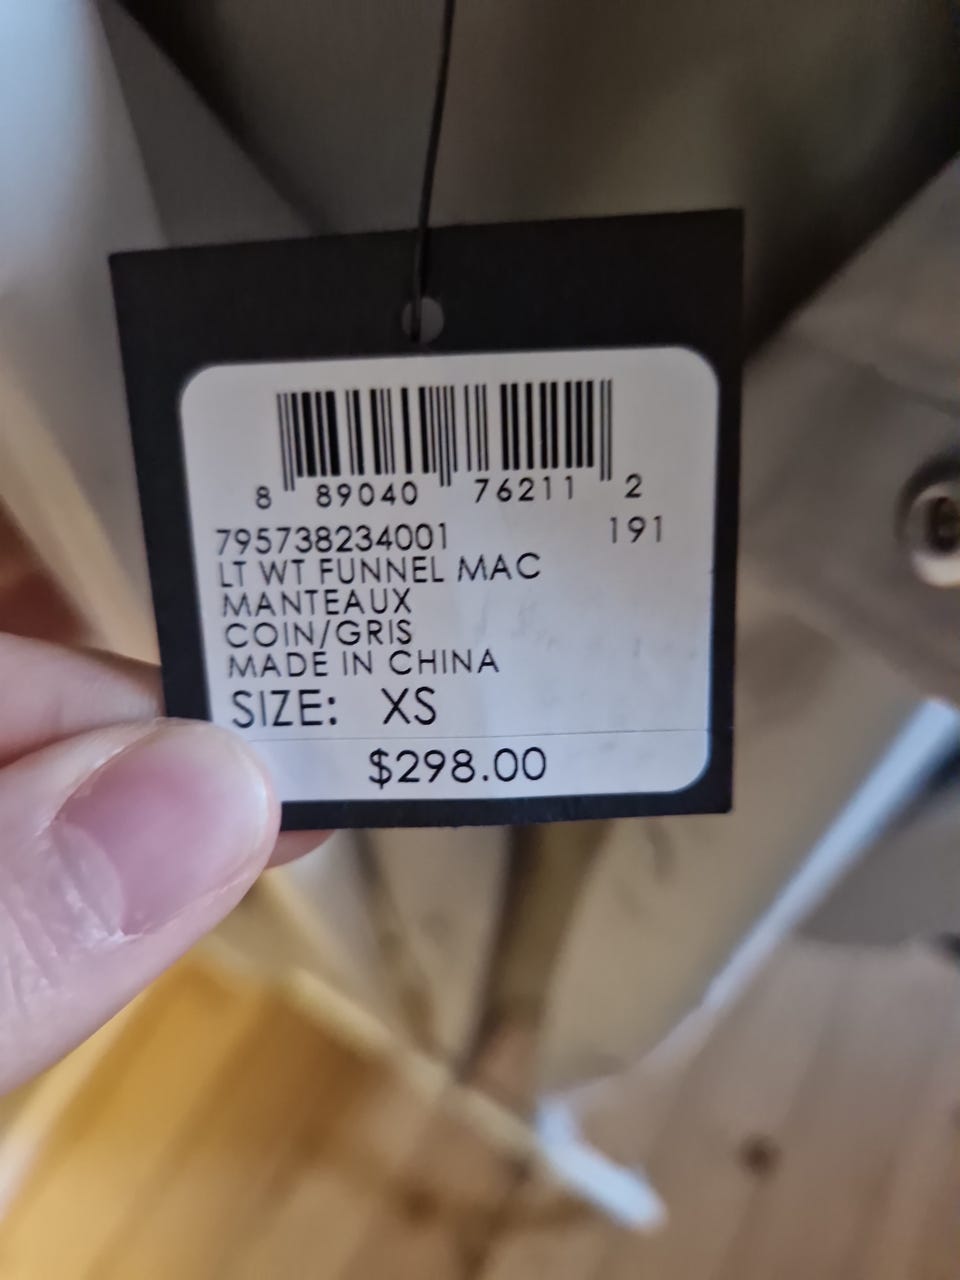 8 89040 76211 2
795738234001 191
LT WT FUNNEL MAC
MANTEAUX
COIN/GRIS
MADE IN CHINA
SIZE: XS
$298.00